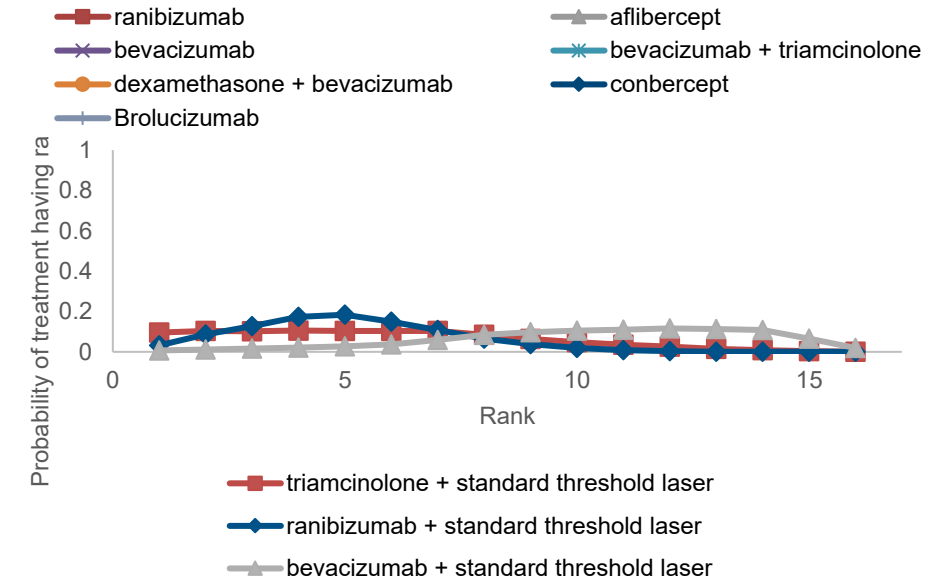 ranibizumab
aflibercept
bevacizumab
bevacizumab + triamcinolone
dexamethasone + bevacizumab
conbercept
Brolucizumab
Probability of treatment having ra
1
0.8
0.6
0.4
0.2
0
0 5 10 15
Rank
triamcinolone + standard threshold laser
ranibizumab + standard threshold laser
bevacizumab + standard threshold laser